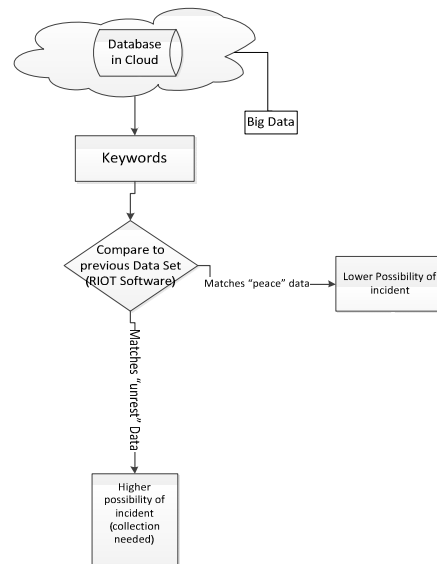 Database
in Cloud
Big Data
Keywords
Compare to
previous Data Set
(RIOT Software)
Matches “peace” data
Lower Possibility of
incident
Matches “unrest” Data
Higher
possibility of
incident
(collection
needed)